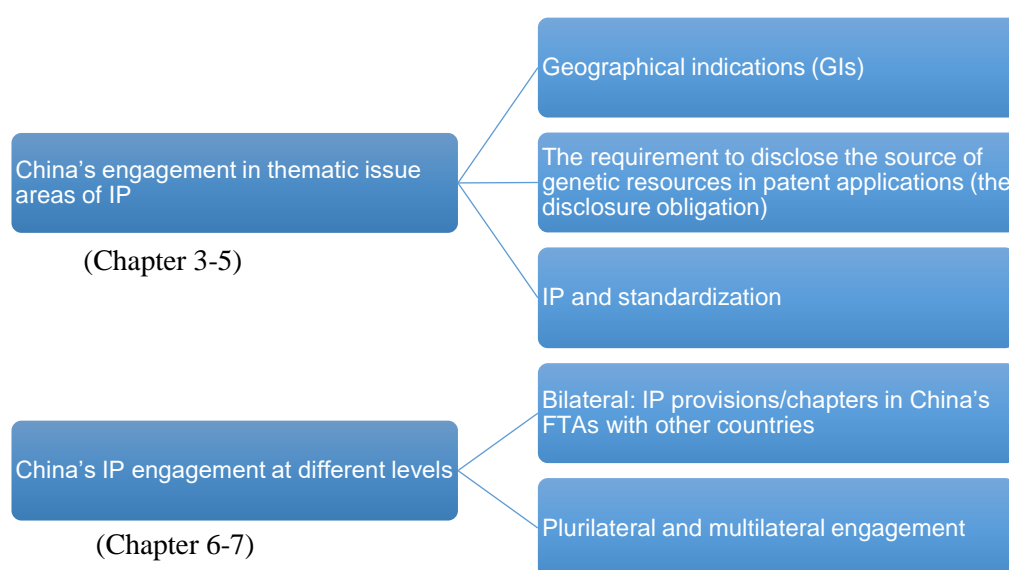 Geographical indications (GIs)
China’s engagement in thematic issue
areas of IP
(Chapter 3-5)
The requirement to disclose the source of
genetic resources in patent applications (the
disclosure obligation)
IP and standardization
China’s IP engagement at different levels
(Chapter 6-7)
Bilateral: IP provisions/chapters in China’s
FTAs with other countries
Plurilateral and multilateral engagement